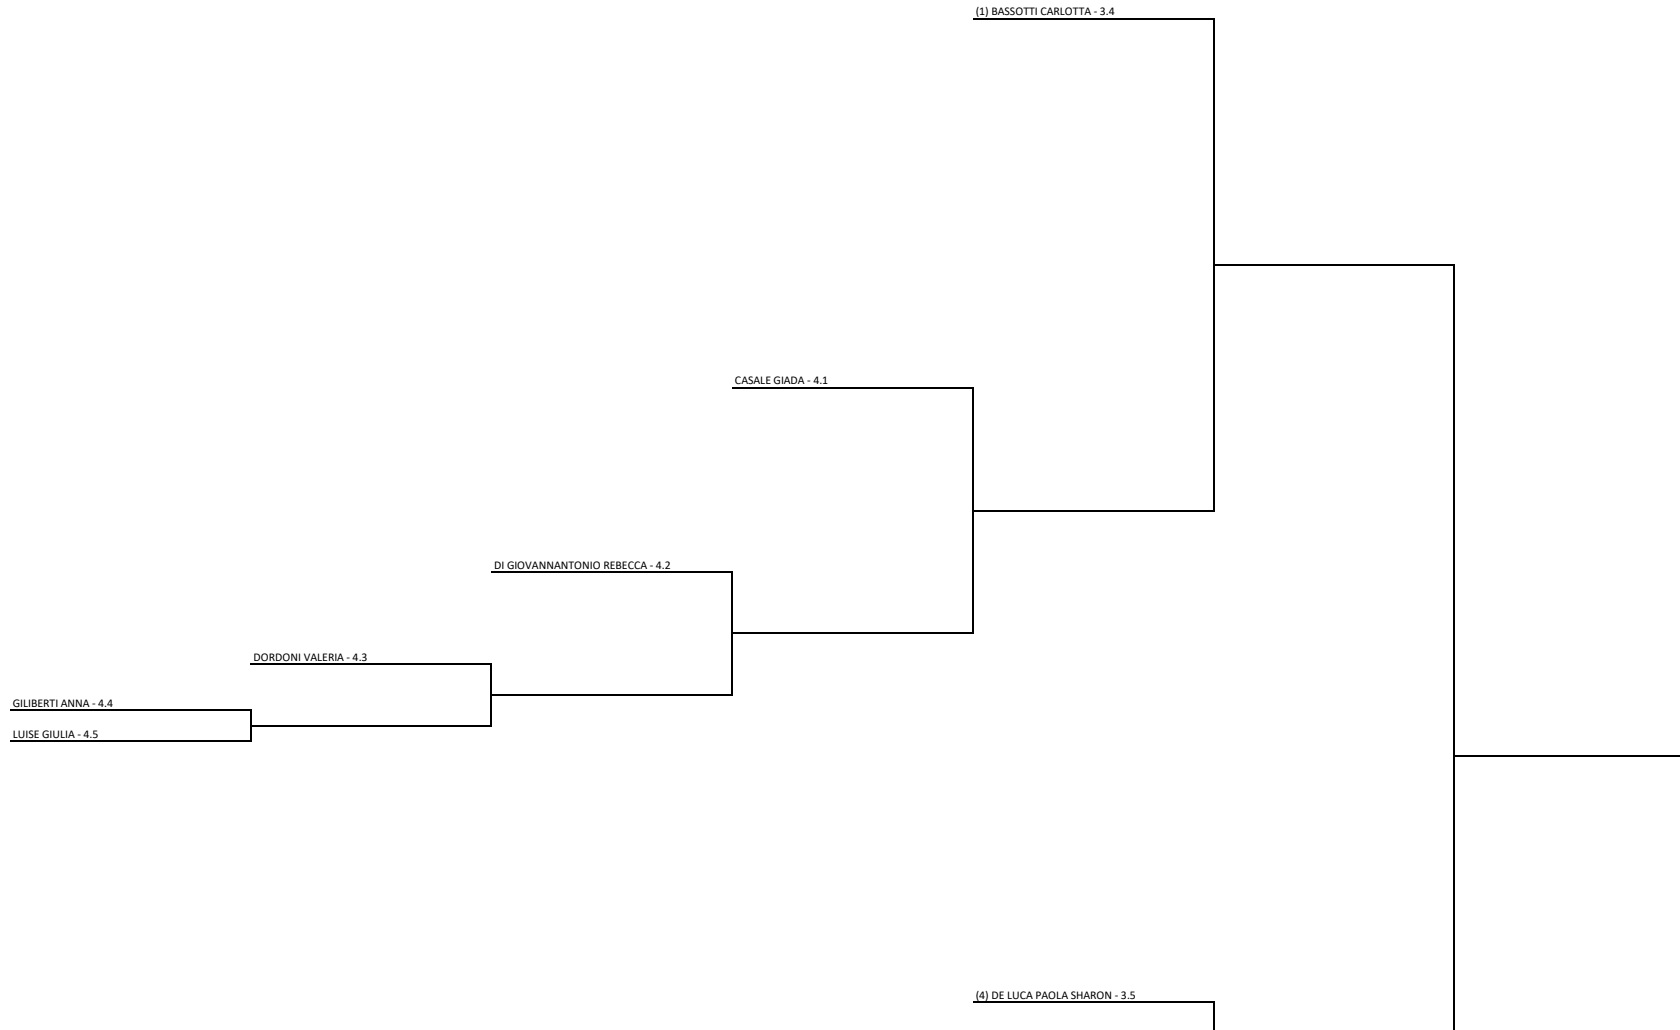 (1) BASSOTTI CARLOTTA - 3.4
CASALE GIADA - 4.1
DI GIOVANNANTONIO REBECCA - 4.2
DORDONI VALERIA - 4.3
GILIBERTI ANNA - 4.4
LUISE GIULIA - 4.5
(4) DE LUCA PAOLA SHARON - 3.5